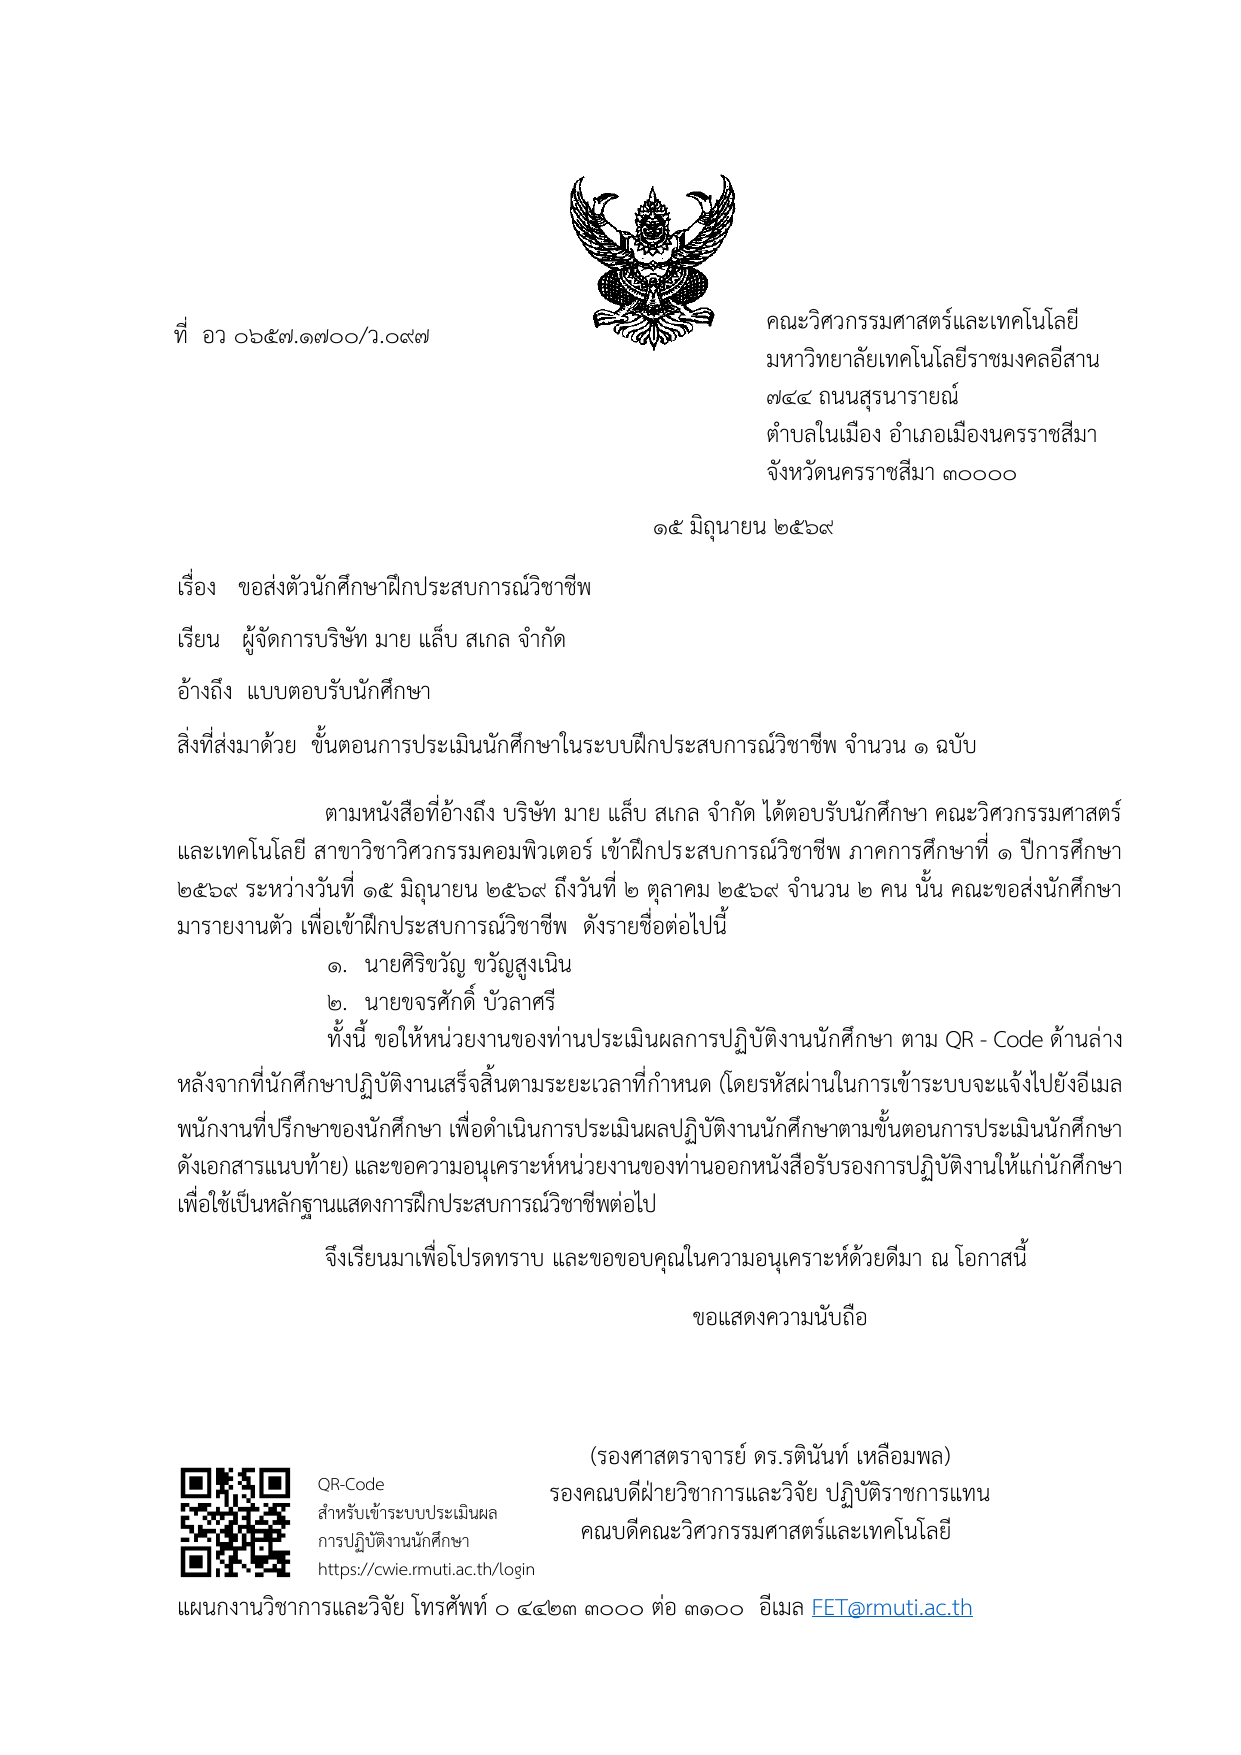 ที่ อว ๐๖๕๗.๑๗๐๐/ว.๐๙๗
คณะวิศวกรรมศาสตร์และเทคโนโลยี
มหาวิทยาลัยเทคโนโลยีราชมงคลอีสาน
๗๔๔ ถนนสุรนารายณ์
ตำบลในเมือง อำเภอเมืองนครราชสีมา
จังหวัดนครราชสีมา ๓๐๐๐๐
๑๕ มิถุนายน ๒๕๖๙
เรื่อง ขอส่งตัวนักศึกษาฝึกประสบการณ์วิชาชีพ
เรียน ผู้จัดการบริษัท มาย แล็บ สเกล จำกัด
อ้างถึง แบบตอบรับนักศึกษา
สิ่งที่ส่งมาด้วย ขั้นตอนการประเมินนักศึกษาในระบบฝึกประสบการณ์วิชาชีพ จำนวน ๑ ฉบับ
ตามหนังสือที่อ้างถึง บริษัท มาย แล็บ สเกล จำกัด ได้ตอบรับนักศึกษา คณะวิศวกรรมศาสตร์
และเทคโนโลยี สาขาวิชาวิศวกรรมคอมพิวเตอร์ เข้าฝึกประสบการณ์วิชาชีพ ภาคการศึกษาที่ ๑ ปีการศึกษา
๒๕๖๙ ระหว่างวันที่ ๑๕ มิถุนายน ๒๕๖๙ ถึงวันที่ ๒ ตุลาคม ๒๕๖๙ จำนวน ๒ คน นั้น คณะขอส่งนักศึกษา
มารายงานตัว เพื่อเข้าฝึกประสบการณ์วิชาชีพ ดังรายชื่อต่อไปนี้
๑. นายศิริขวัญ ขวัญสูงเนิน
๒. นายขจรศักดิ์ บัวลาศรี
ทั้งนี้ ขอให้หน่วยงานของท่านประเมินผลการปฏิบัติงานนักศึกษา ตาม QR - Code ด้านล่าง
หลังจากที่นักศึกษาปฏิบัติงานเสร็จสิ้นตามระยะเวลาที่กำหนด (โดยรหัสผ่านในการเข้าระบบจะแจ้งไปยังอีเมล
พนักงานที่ปรึกษาของนักศึกษา เพื่อดำเนินการประเมินผลปฏิบัติงานนักศึกษาตามขั้นตอนการประเมินนักศึกษา
ดังเอกสารแนบท้าย) และขอความอนุเคราะห์หน่วยงานของท่านออกหนังสือรับรองการปฏิบัติงานให้แก่นักศึกษา
เพื่อใช้เป็นหลักฐานแสดงการฝึกประสบการณ์วิชาชีพต่อไป
จึงเรียนมาเพื่อโปรดทราบ และขอขอบคุณในความอนุเคราะห์ด้วยดีมา ณ โอกาสนี้
ขอแสดงความนับถือ
(รองศาสตราจารย์ ดร.รตินันท์ เหลือมพล)
รองคณบดีฝ่ายวิชาการและวิจัย ปฏิบัติราชการแทน
คณบดีคณะวิศวกรรมศาสตร์และเทคโนโลยี
QR-Code
สำหรับเข้าระบบประเมินผล
การปฏิบัติงานนักศึกษา
https://cwie.rmuti.ac.th/login
แผนกงานวิชาการและวิจัย โทรศัพท์ ๐ ๔๔๒๓ ๓๐๐๐ ต่อ ๓๑๐๐ อีเมล FET@rmuti.ac.th